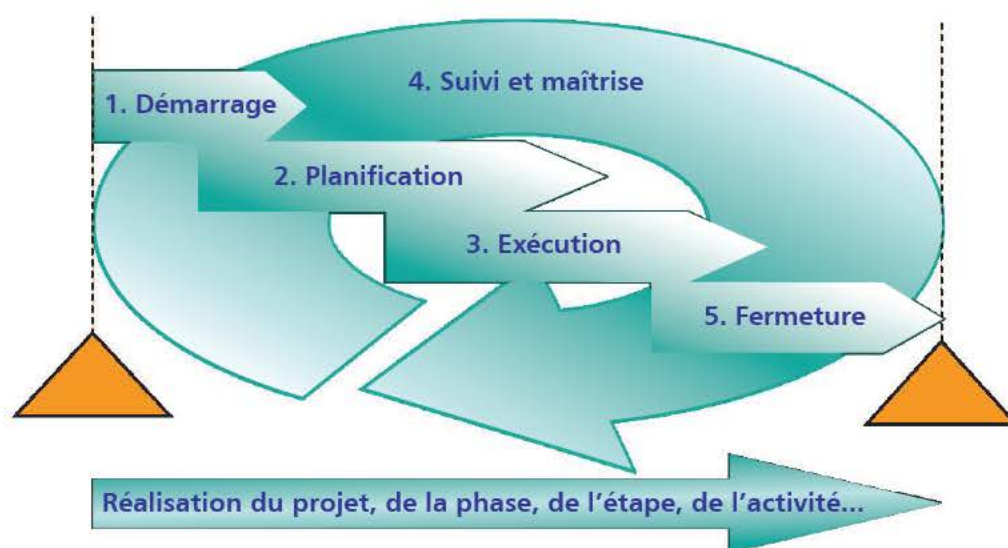 1. Démarrage
4. Suivi et maîtrise
2. Planification
3. Exécution
5. Fermeture
Réalisation du projet, de la phase, de l'étape, de l'activité...